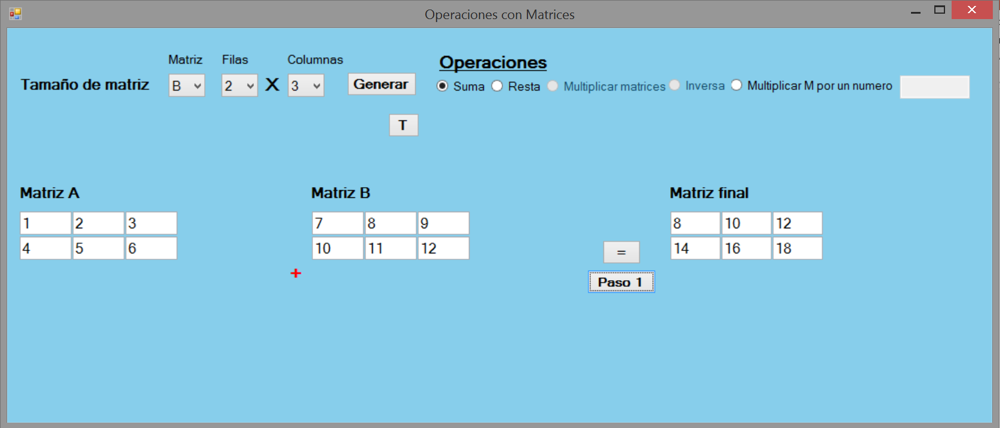 Operaciones con Matrices
Matriz Filas Columnas
Operaciones
Tamaño de matriz B 2 X 3 Generar
Suma Resta Multiplicar matrices Inversa Multiplicar M por un numero
T
Matriz A Matriz B Matriz final
1 2 3 7 8 9 8 10 12
4 5 6 10 11 12 14 16 18
=
+
Paso 1